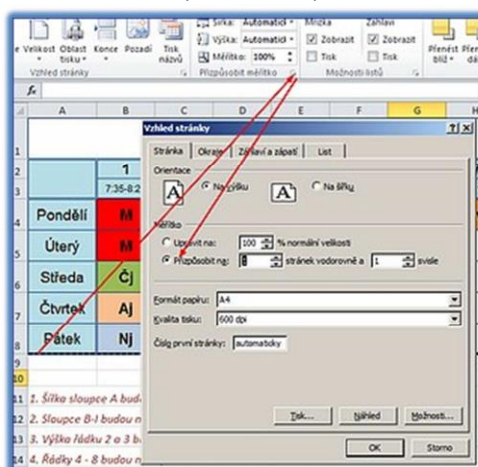 Šířka: Automatici
Mřížka
Záhlaví
Výška: Automatici
Zobrazit
Zobrazit
Velikost Oblast tisku Konce Pozadí Tisk názvů
Měřítko: 100%
Tisk
Tisk
Přenést blíž
Vzhled stránky
Přizpůsobit měřítko
Možnosti listů
fx
A B C D E F G H
Vzhled stránky
Stránka Okraje Záhlaví a zápatí List
Orientace
A Na výšku A Na šířku
Měřítko
Upravit na: 100 % normální velikosti
Přizpůsobit na: stránek vodorovně a 1 svisle
Formát papíru: A4
Kvalita tisku: 600 dpi
Číslo první stránky: automaticky
Tisk... Náhled Možnosti...
OK Storno
1
2 1
3 7:35-8:2
4 Pondělí M
5 Úterý M
6 Středa Čj
7 Čtvrtek Aj
8 Pátek Nj
9
10
11 1. Šířka sloupce A bud
12 2. Sloupce B-I budou n
13 3. Výška řádku 2 a 3 b
14 4. Řádky 4 - 8 budou n